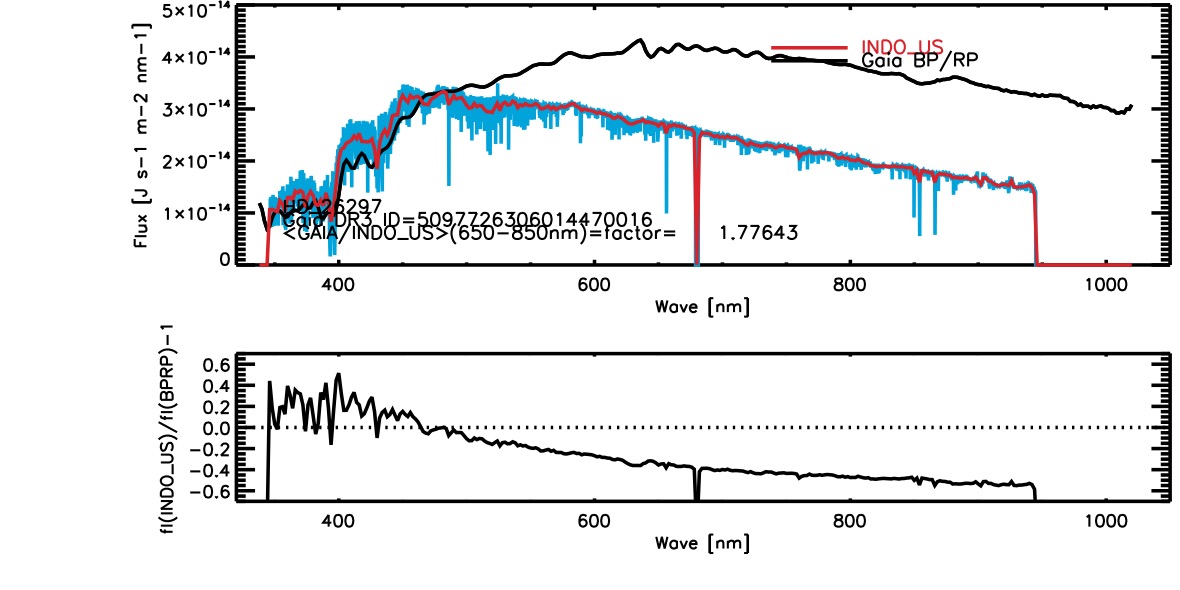 5×10-14
4×10-14
3×10-14
2×10-14
1×10-14
0
Flux [J s-1 m-2 nm-1]
INDO_US
Gaia BP/RP
HD_26297
Gaia DR3 ID=5097726306014470016
<GAIA/INDO_US>(650-850nm)=factor= 1.77643
400 600 800 1000
Wave [nm]
fl(INDO_US)/fl(BPRP)-1
0.6
0.4
0.2
0.0
-0.2
-0.4
-0.6
400 600 800 1000
Wave [nm]